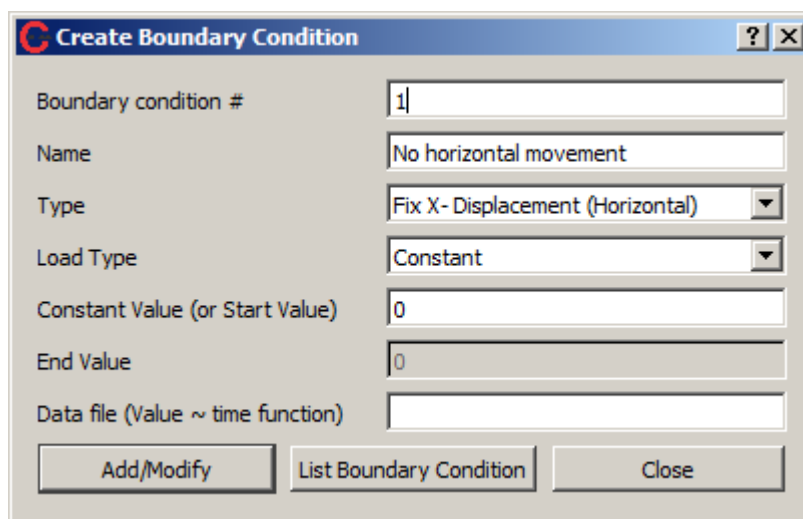 Create Boundary Condition ? X
Boundary condition # 1
Name No horizontal movement
Type Fix X- Displacement (Horizontal)
Load Type Constant
Constant Value (or Start Value) 0
End Value 0
Data file (Value ~ time function)
Add/Modify List Boundary Condition Close